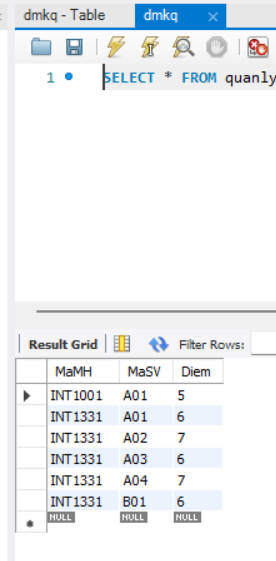 dmkq - Table dmkq ×
1 SELECT * FROM quanly
Result Grid Filter Rows:
MaMH MaSV Diem
INT1001 A01 5
INT1331 A01 6
INT1331 A02 7
INT1331 A03 6
INT1331 A04 7
INT1331 B01 6
NULL NULL NULL